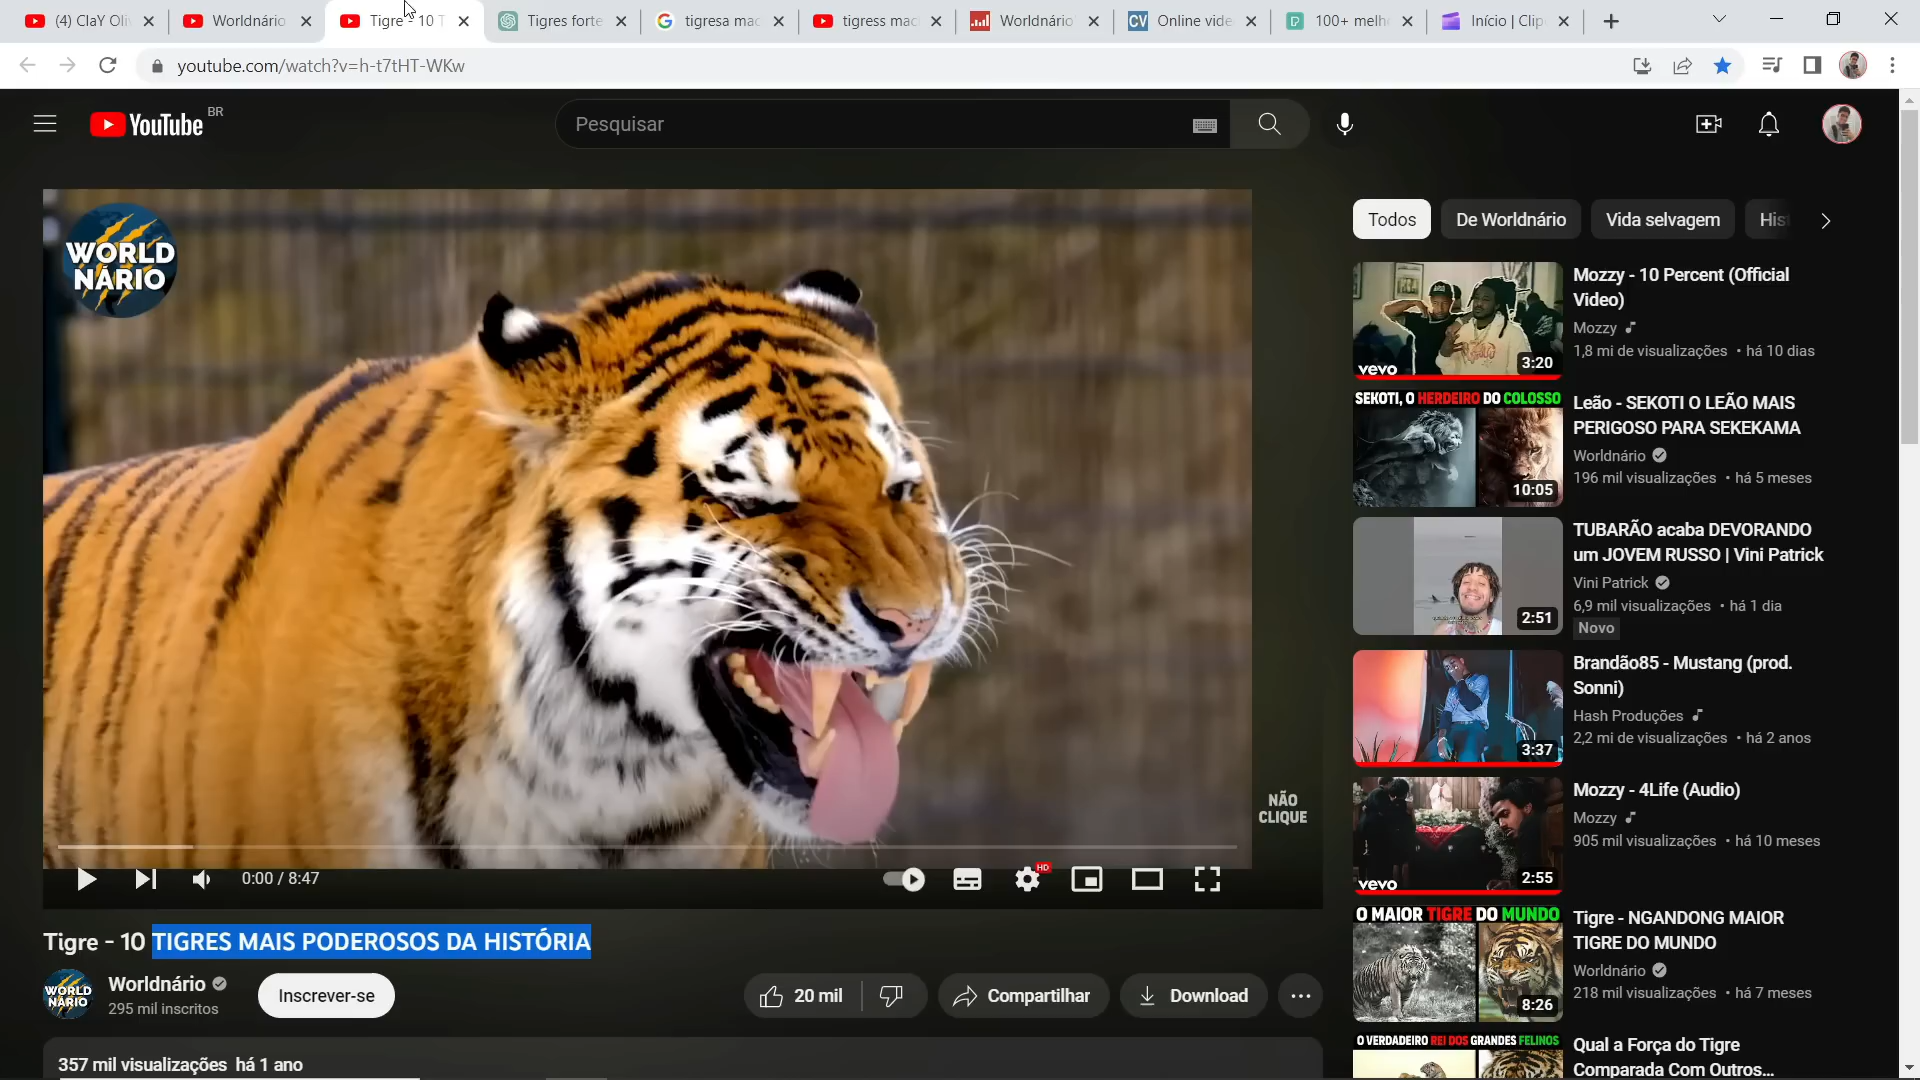 (4) ClaY Oli
Worldnário
Tigre - 10 T
Tigres forte
tigresa mac
tigress mac
Worldnário
CV Online vide
100+ melh
Início | Clip
youtube.com/watch?v=h-t7tHT-WKw
YouTube BR
Pesquisar
WORLD
NÁRIO
NÃO
CLIQUE
0:00 / 8:47
HD
Tigre - 10 TIGRES MAIS PODEROSOS DA HISTÓRIA
WORLD
NÁRIO
Worldnário
295 mil inscritos
Inscrever-se
20 mil
Compartilhar
Download
357 mil visualizações há 1 ano
Todos
De Worldnário
Vida selvagem
His
vevo
3:20
Mozzy - 10 Percent (Official
Video)
Mozzy
1,8 mi de visualizações • há 10 dias
SEKOTI, O HERDEIRO DO COLOSSO
10:05
Leão - SEKOTI O LEÃO MAIS
PERIGOSO PARA SEKEKAMA
Worldnário
196 mil visualizações • há 5 meses
2:51
TUBARÃO acaba DEVORANDO
um JOVEM RUSSO | Vini Patrick
Vini Patrick
6,9 mil visualizações • há 1 dia
Novo
3:37
Brandão85 - Mustang (prod.
Sonni)
Hash Produções
2,2 mi de visualizações • há 2 anos
vevo
2:55
Mozzy - 4Life (Audio)
Mozzy
905 mil visualizações • há 10 meses
O MAIOR TIGRE DO MUNDO
8:26
Tigre - NGANDONG MAIOR
TIGRE DO MUNDO
Worldnário
218 mil visualizações • há 7 meses
O VERDADEIRO REI DOS GRANDES FELINOS
Qual a Força do Tigre
Comparada Com Outros...